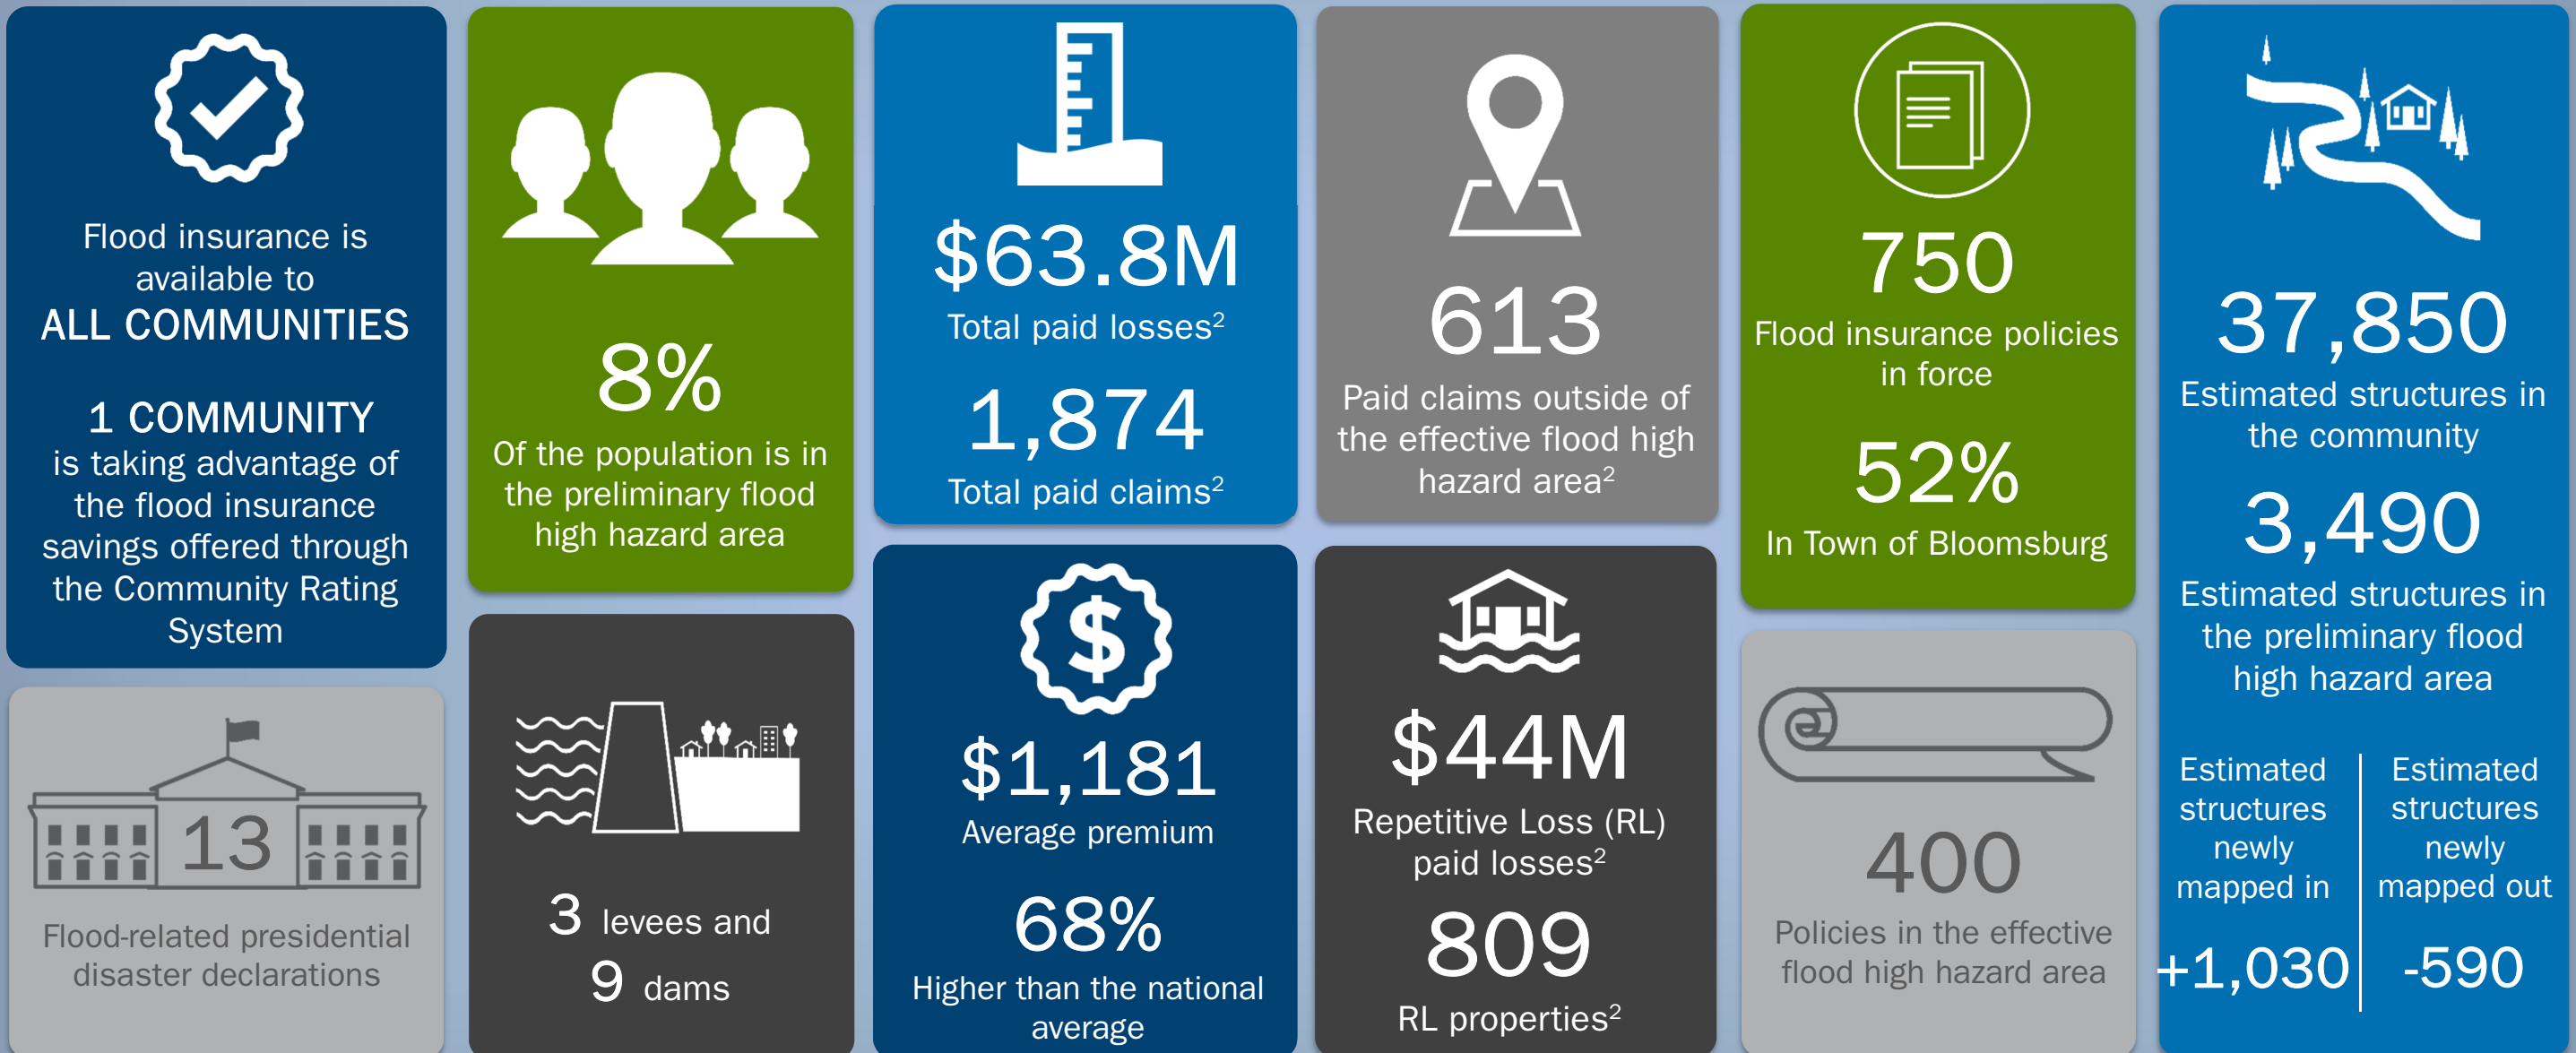 Flood insurance is
available to
ALL COMMUNITIES
1 COMMUNITY
is taking advantage of
the flood insurance
savings offered through
the Community Rating
System
13
Flood-related presidential
disaster declarations
8%
Of the population is in
the preliminary flood
high hazard area
3 levees and
9 dams
$63.8M
Total paid losses²
1,874
Total paid claims²
$
$1,181
Average premium
68%
Higher than the national
average
613
Paid claims outside of
the effective flood high
hazard area²
$44M
Repetitive Loss (RL)
paid losses²
809
RL properties²
750
Flood insurance policies
in force
52%
In Town of Bloomsburg
400
Policies in the effective
flood high hazard area
37,850
Estimated structures in
the community
3,490
Estimated structures in
the preliminary flood
high hazard area
Estimated
structures
newly
mapped in
+1,030
Estimated
structures
newly
mapped out
-590